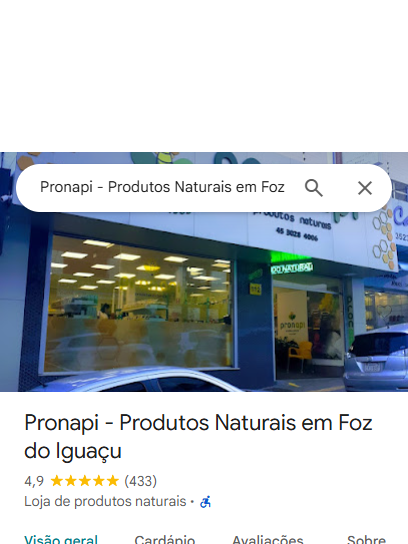 Pronapi - Produtos Naturais em Foz
produtos naturais
45 3028 4006
pronapi
Pronapi - Produtos Naturais em Foz
do Iguaçu
4,9 (433)
Loja de produtos naturais ·
Visão geral Cardápio Avaliações Sobre